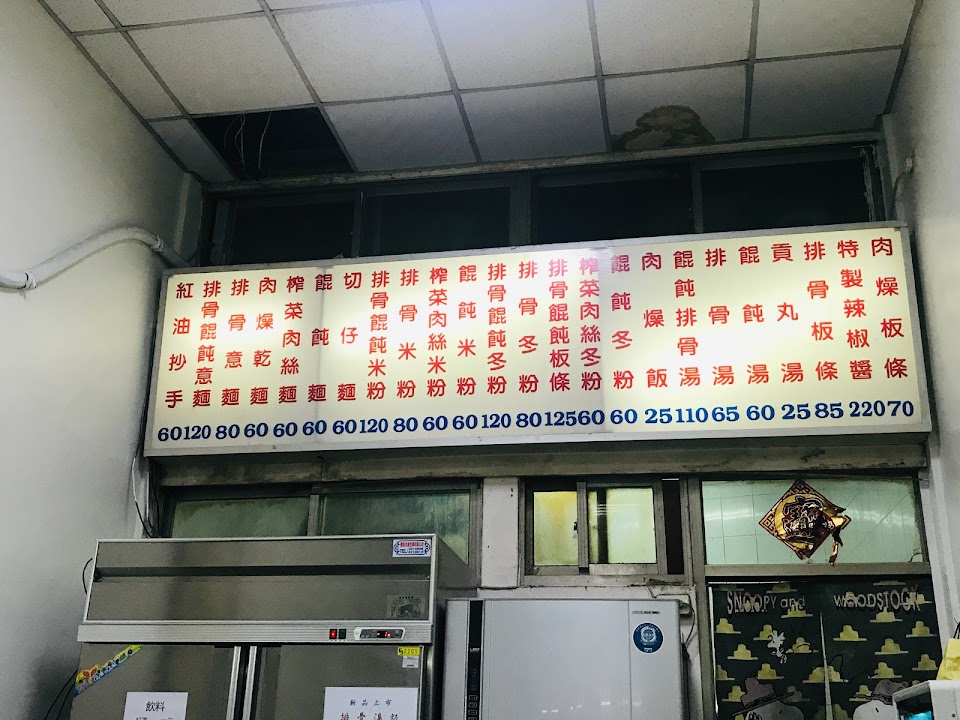 肉燥板條 70
特製辣椒醬 220
排骨板條 85
貢丸湯 25
餛飩湯 60
排骨湯 65
餛飩排骨湯 110
肉燥飯 25
餛飩冬粉 60
榨菜肉絲冬粉 60
排骨餛飩板條 125
排骨冬粉 80
排骨餛飩冬粉 120
餛飩米粉 60
榨菜肉絲米粉 60
排骨米粉 80
排骨餛飩米粉 120
切仔麵 60
餛飩麵 60
榨菜肉絲麵 60
肉燥乾麵 60
排骨意麵 80
排骨餛飩意麵 120
紅油抄手 60
SNOOPY and WOODSTOCK
220V
飲料
新品上市